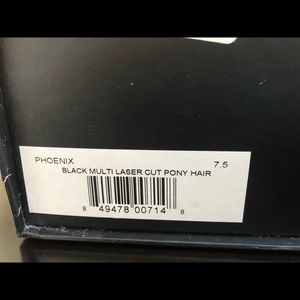 PHOENIX 7.5
BLACK MULTI LASER CUT PONY HAIR
8 49478 00714 8